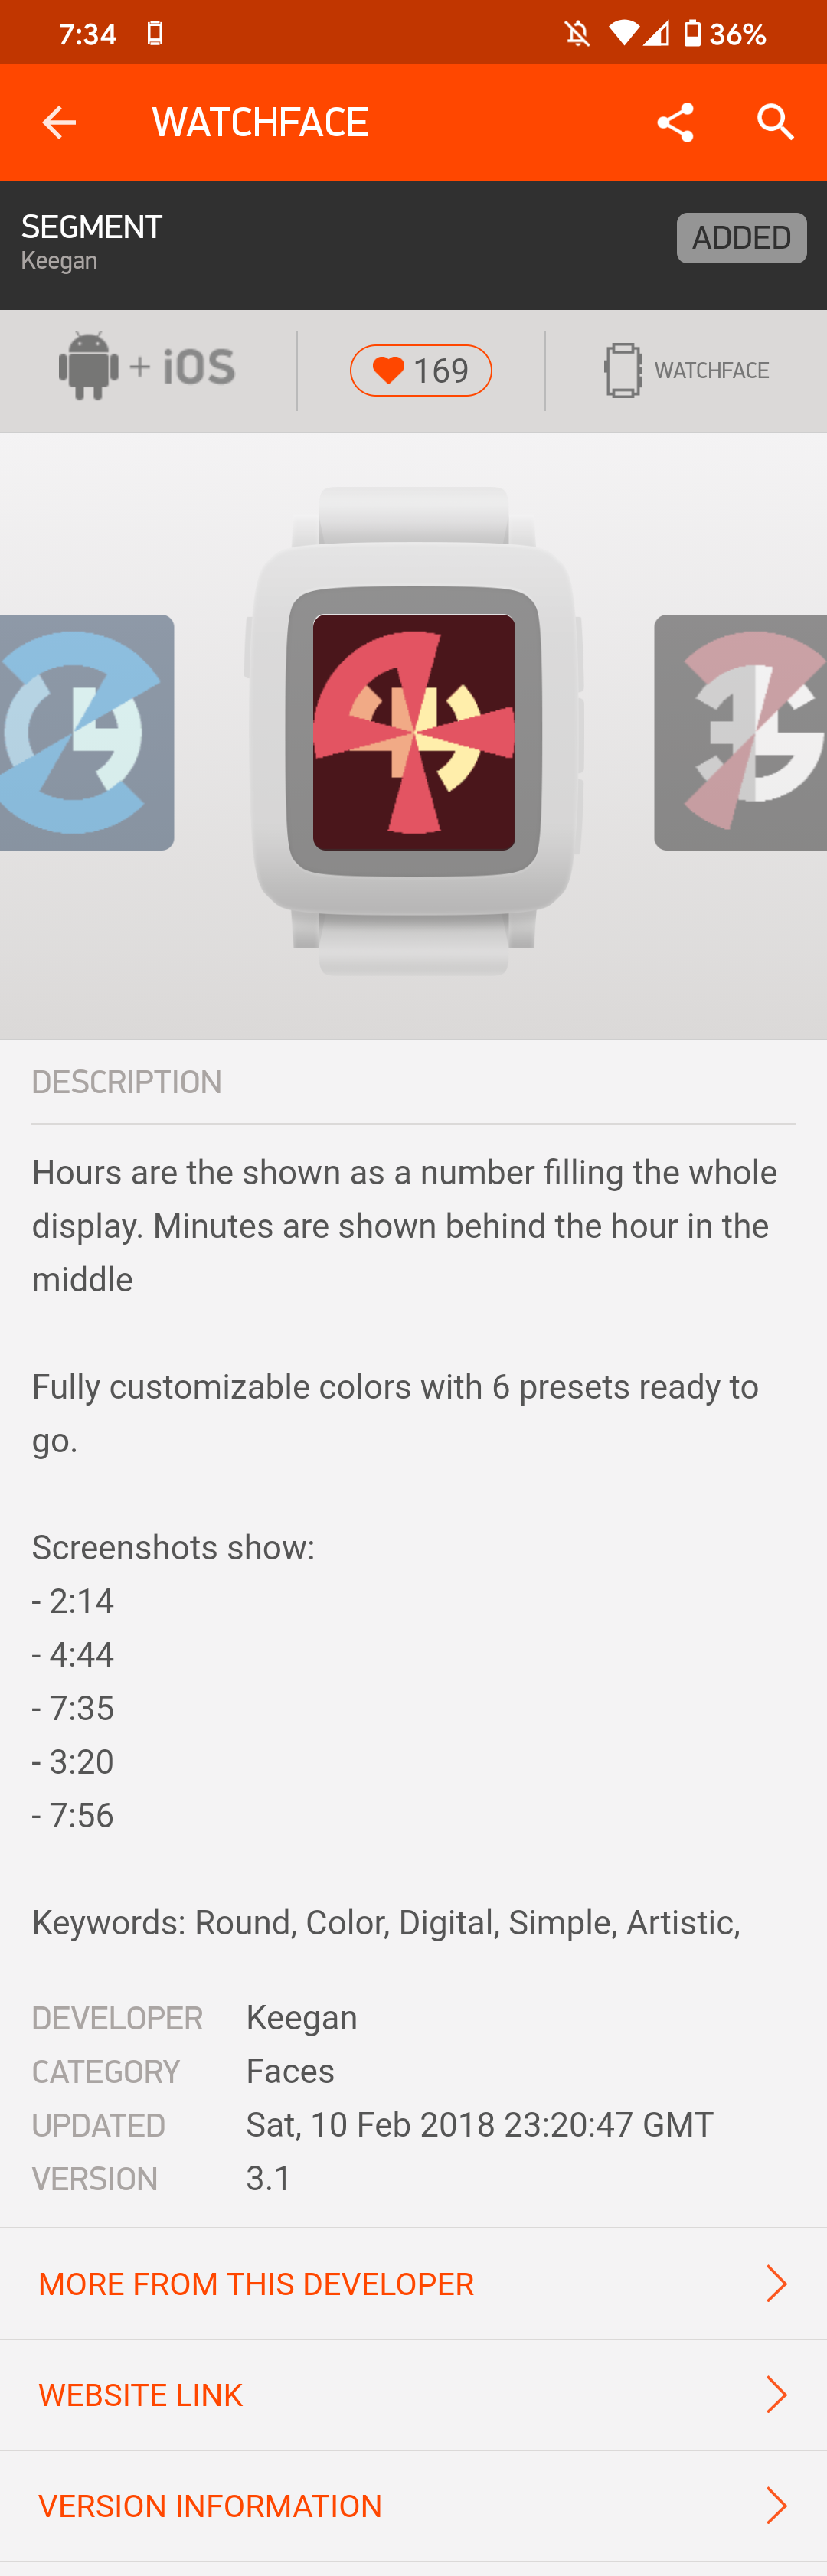 7:34
36%
WATCHFACE
SEGMENT
ADDED
Keegan
+ iOS
169
WATCHFACE
DESCRIPTION
Hours are the shown as a number filling the whole
display. Minutes are shown behind the hour in the
middle
Fully customizable colors with 6 presets ready to
go.
Screenshots show:
- 2:14
- 4:44
- 7:35
- 3:20
- 7:56
Keywords: Round, Color, Digital, Simple, Artistic,
DEVELOPER Keegan
CATEGORY Faces
UPDATED Sat, 10 Feb 2018 23:20:47 GMT
VERSION 3.1
MORE FROM THIS DEVELOPER
WEBSITE LINK
VERSION INFORMATION